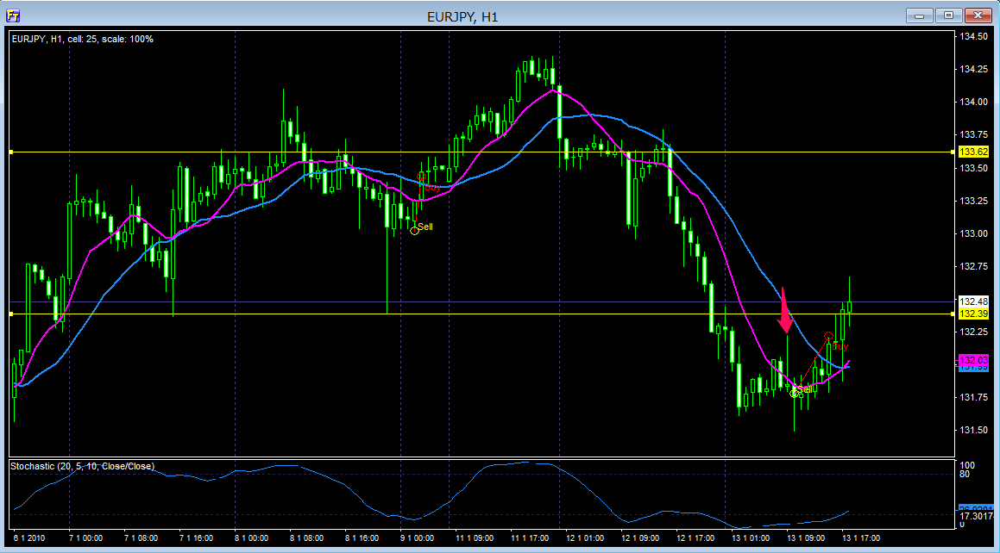 EURJPY, H1
EURJPY, H1, cell: 25, scale: 100%
134.50
134.25
134.00
133.75
133.62
133.50
133.25
133.00
132.75
132.48
132.39
132.25
132.03
131.75
131.50
Buy
Sell
Buy
Sell
Stochastic (20, 5, 10, Close/Close)
100
80
17.3017
0
6 1 2010
7 1 00:00
7 1 08:00
7 1 16:00
8 1 00:00
8 1 08:00
8 1 16:00
9 1 00:00
11 1 09:00
11 1 17:00
12 1 01:00
12 1 09:00
12 1 17:00
13 1 01:00
13 1 09:00
13 1 17:00